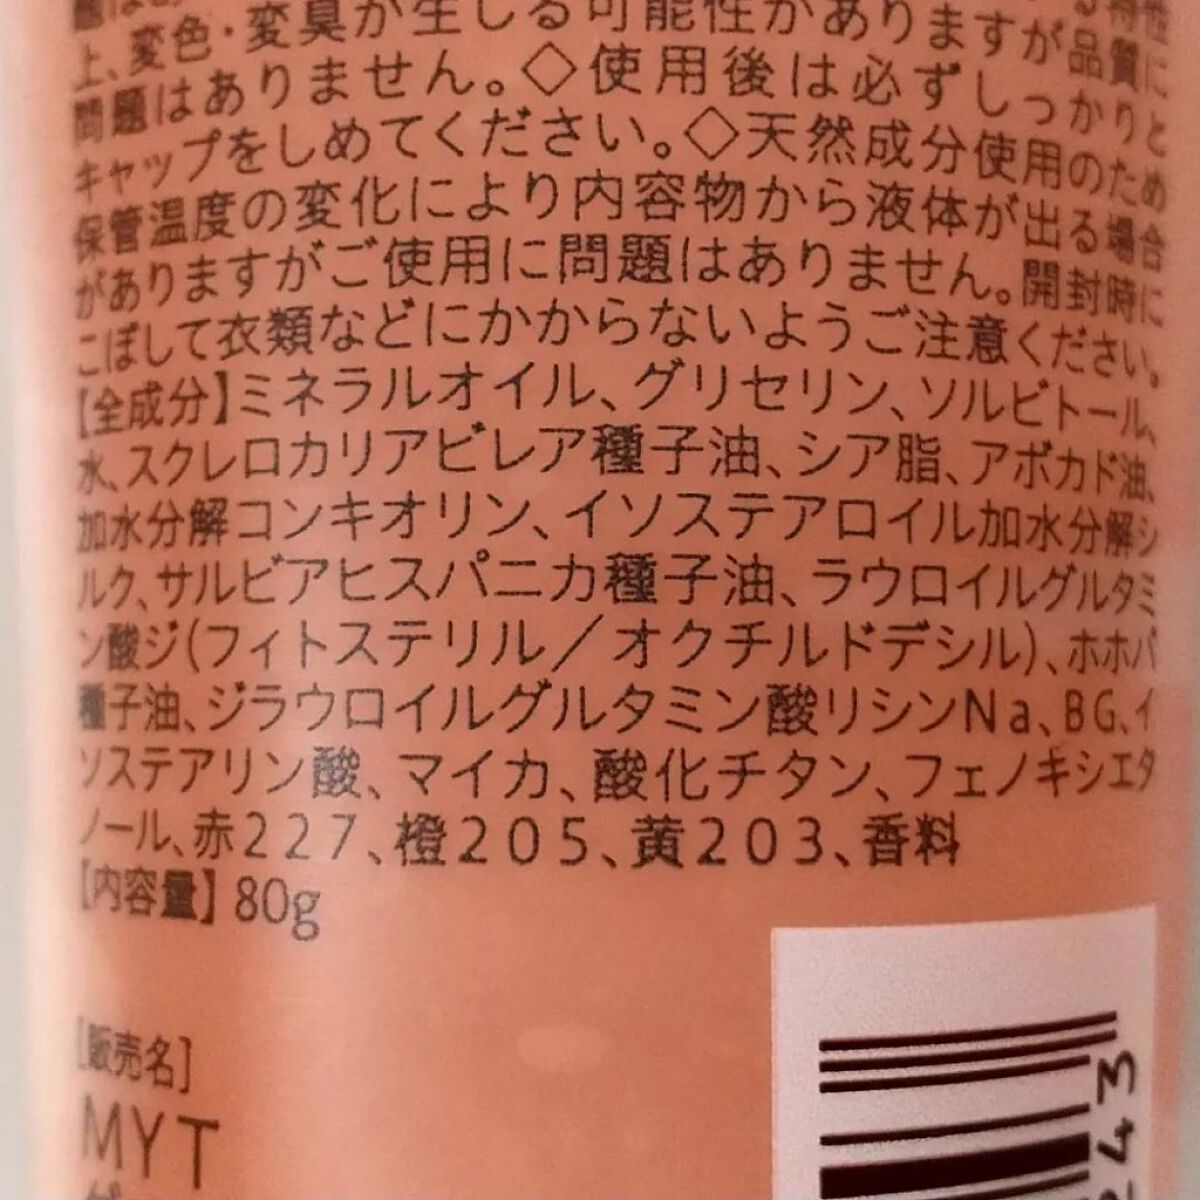 上、変色・変臭が生じる可能性がありますが品質に
問題はありません。◇使用後は必ずしっかりと
キャップをしめてください。◇天然成分使用のため
保管温度の変化により内容物から液体が出る場合
がありますがご使用に問題はありません。開封時に
こぼして衣類などにかからないようご注意ください。
【全成分】ミネラルオイル、グリセリン、ソルビトール、
水、スクレロカリアビレア種子油、シア脂、アボカド油、
加水分解コンキオリン、イソステアロイル加水分解シ
ルク、サルビアヒスパニカ種子油、ラウロイルグルタミ
ン酸ジ(フィトステリル／オクチルドデシル)、ホホバ
種子油、ジラウロイルグルタミン酸リシンNa、BG、イ
ソステアリン酸、マイカ、酸化チタン、フェノキシエタ
ノール、赤227、橙205、黄203、香料
【内容量】80g
[販売名]
MYT
243